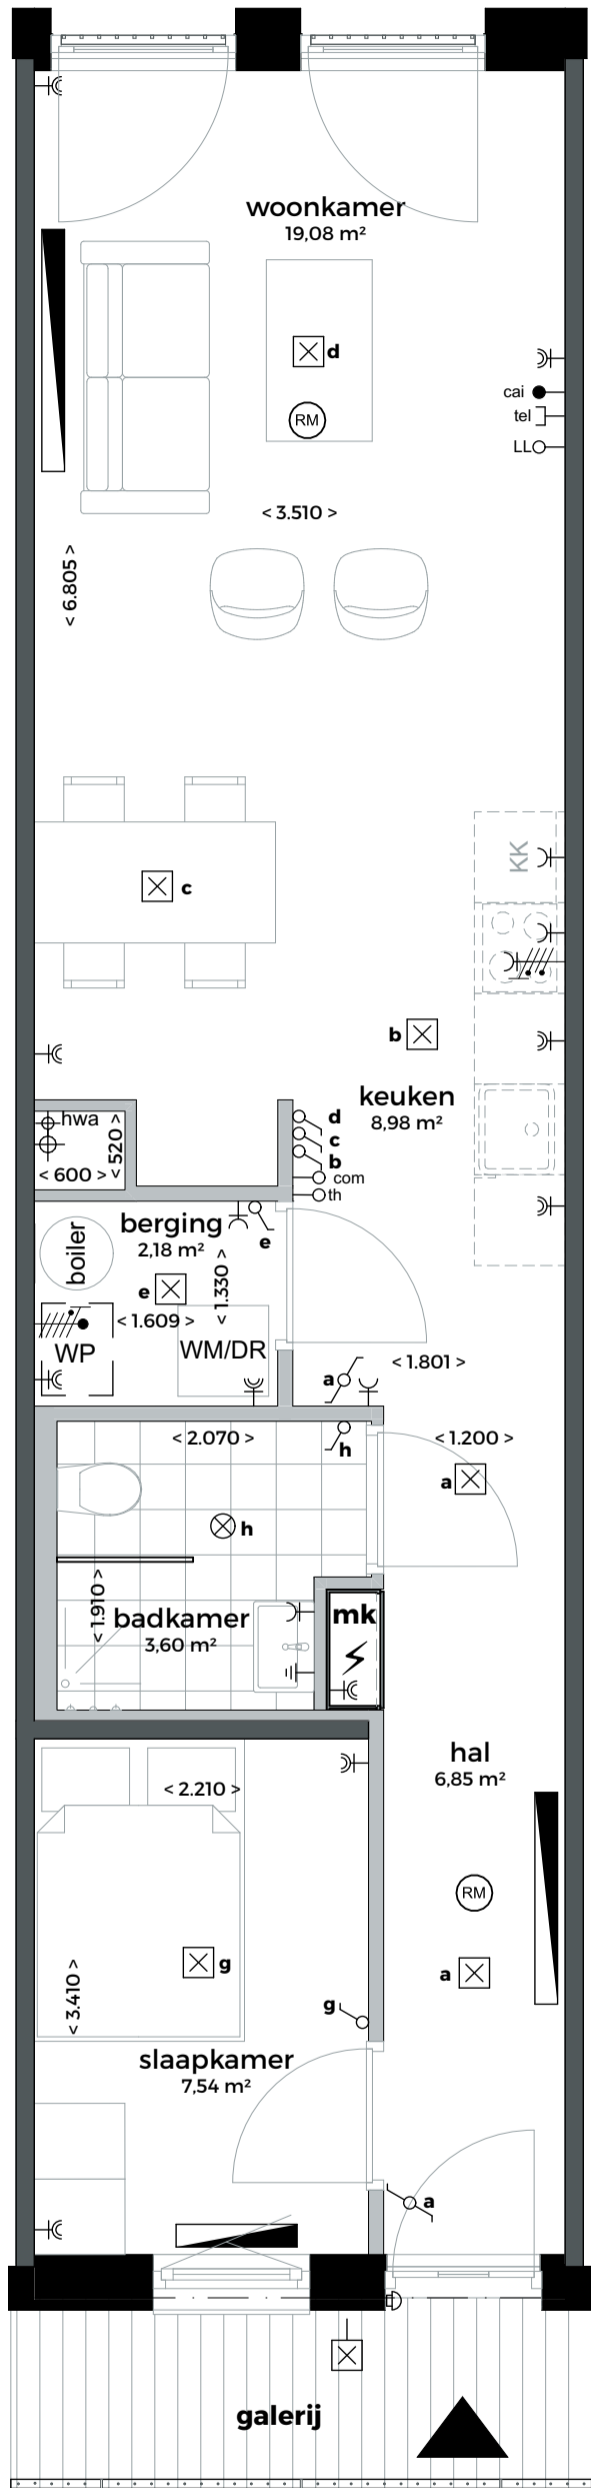 woonkamer
19,08 m²
d
RM
cai
tel
LL
< 3.510 >
< 6.805 >
KK
c
b
keuken
8,98 m²
hwa
< 520 >
< 600 >
d
c
b
com
th
berging
2,18 m²
e
boiler
e
< 1.330 >
< 1.609 >
WP
WM/DR
< 1.801 >
a
< 2.070 >
h
< 1.200 >
a
h
< 1.910 >
badkamer
3,60 m²
mk
hal
6,85 m²
< 2.210 >
RM
g
a
< 3.410 >
g
slaapkamer
7,54 m²
a
galerij